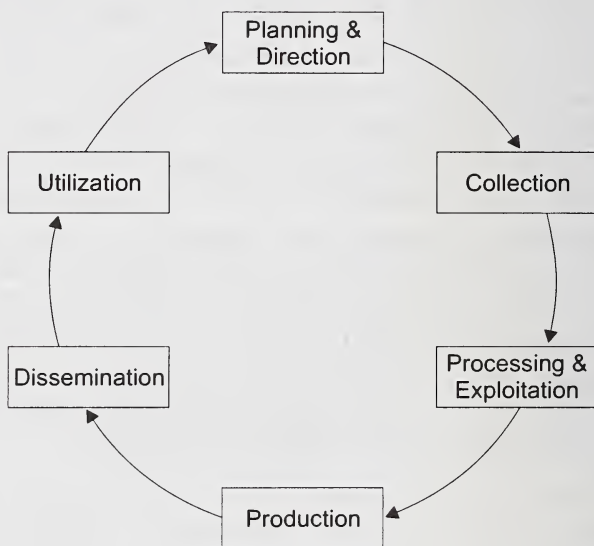 Planning &
Direction
Collection
Processing &
Exploitation
Production
Dissemination
Utilization